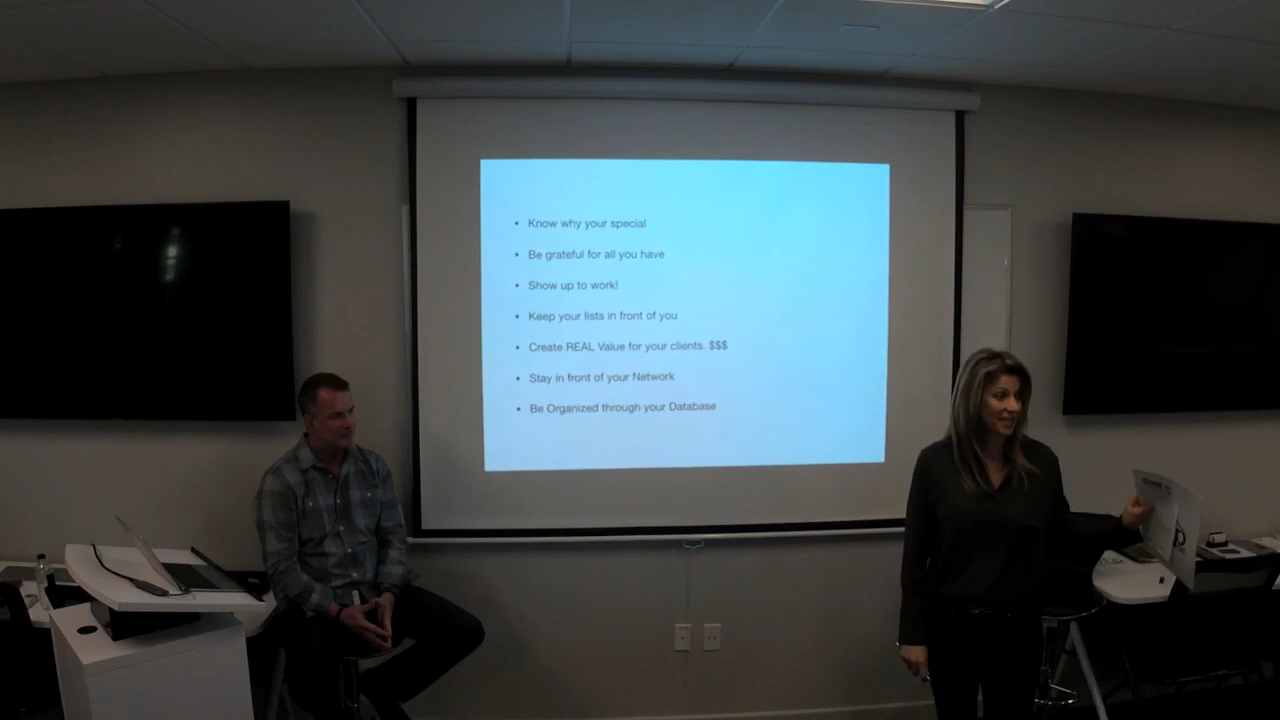 • Know why your special
• Be grateful for all you have
• Show up to work!
• Keep your lists in front of you
• Create REAL Value for your clients. $$$
• Stay in front of your Network
• Be Organized through your Database